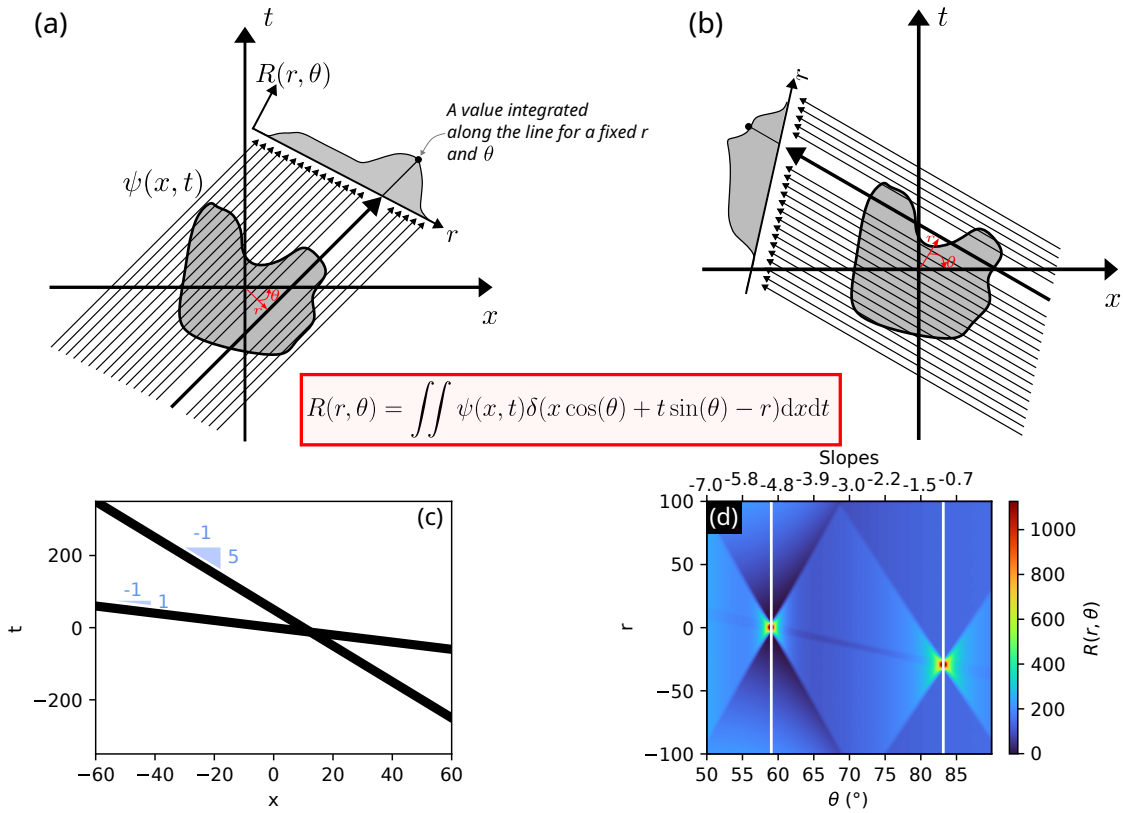 (a)
t
R(r, θ)
A value integrated
along the line for a fixed r
and θ
ψ(x, t)
r
θ
r
x
(b)
t
r
r
θ
x
R(r, θ) = ∬ ψ(x, t)δ(x cos(θ) + t sin(θ) − r)dxdt
(c)
-1
5
-1
1
200
0
−200
t
−60 −40 −20 0 20 40 60
x
Slopes
-7.0 -5.8 -4.8 -3.9 -3.0 -2.2 -1.5 -0.7
(d)
100
50
0
−50
−100
r
50 55 60 65 70 75 80 85
θ (°)
1000
800
600
400
200
0
R(r, θ)